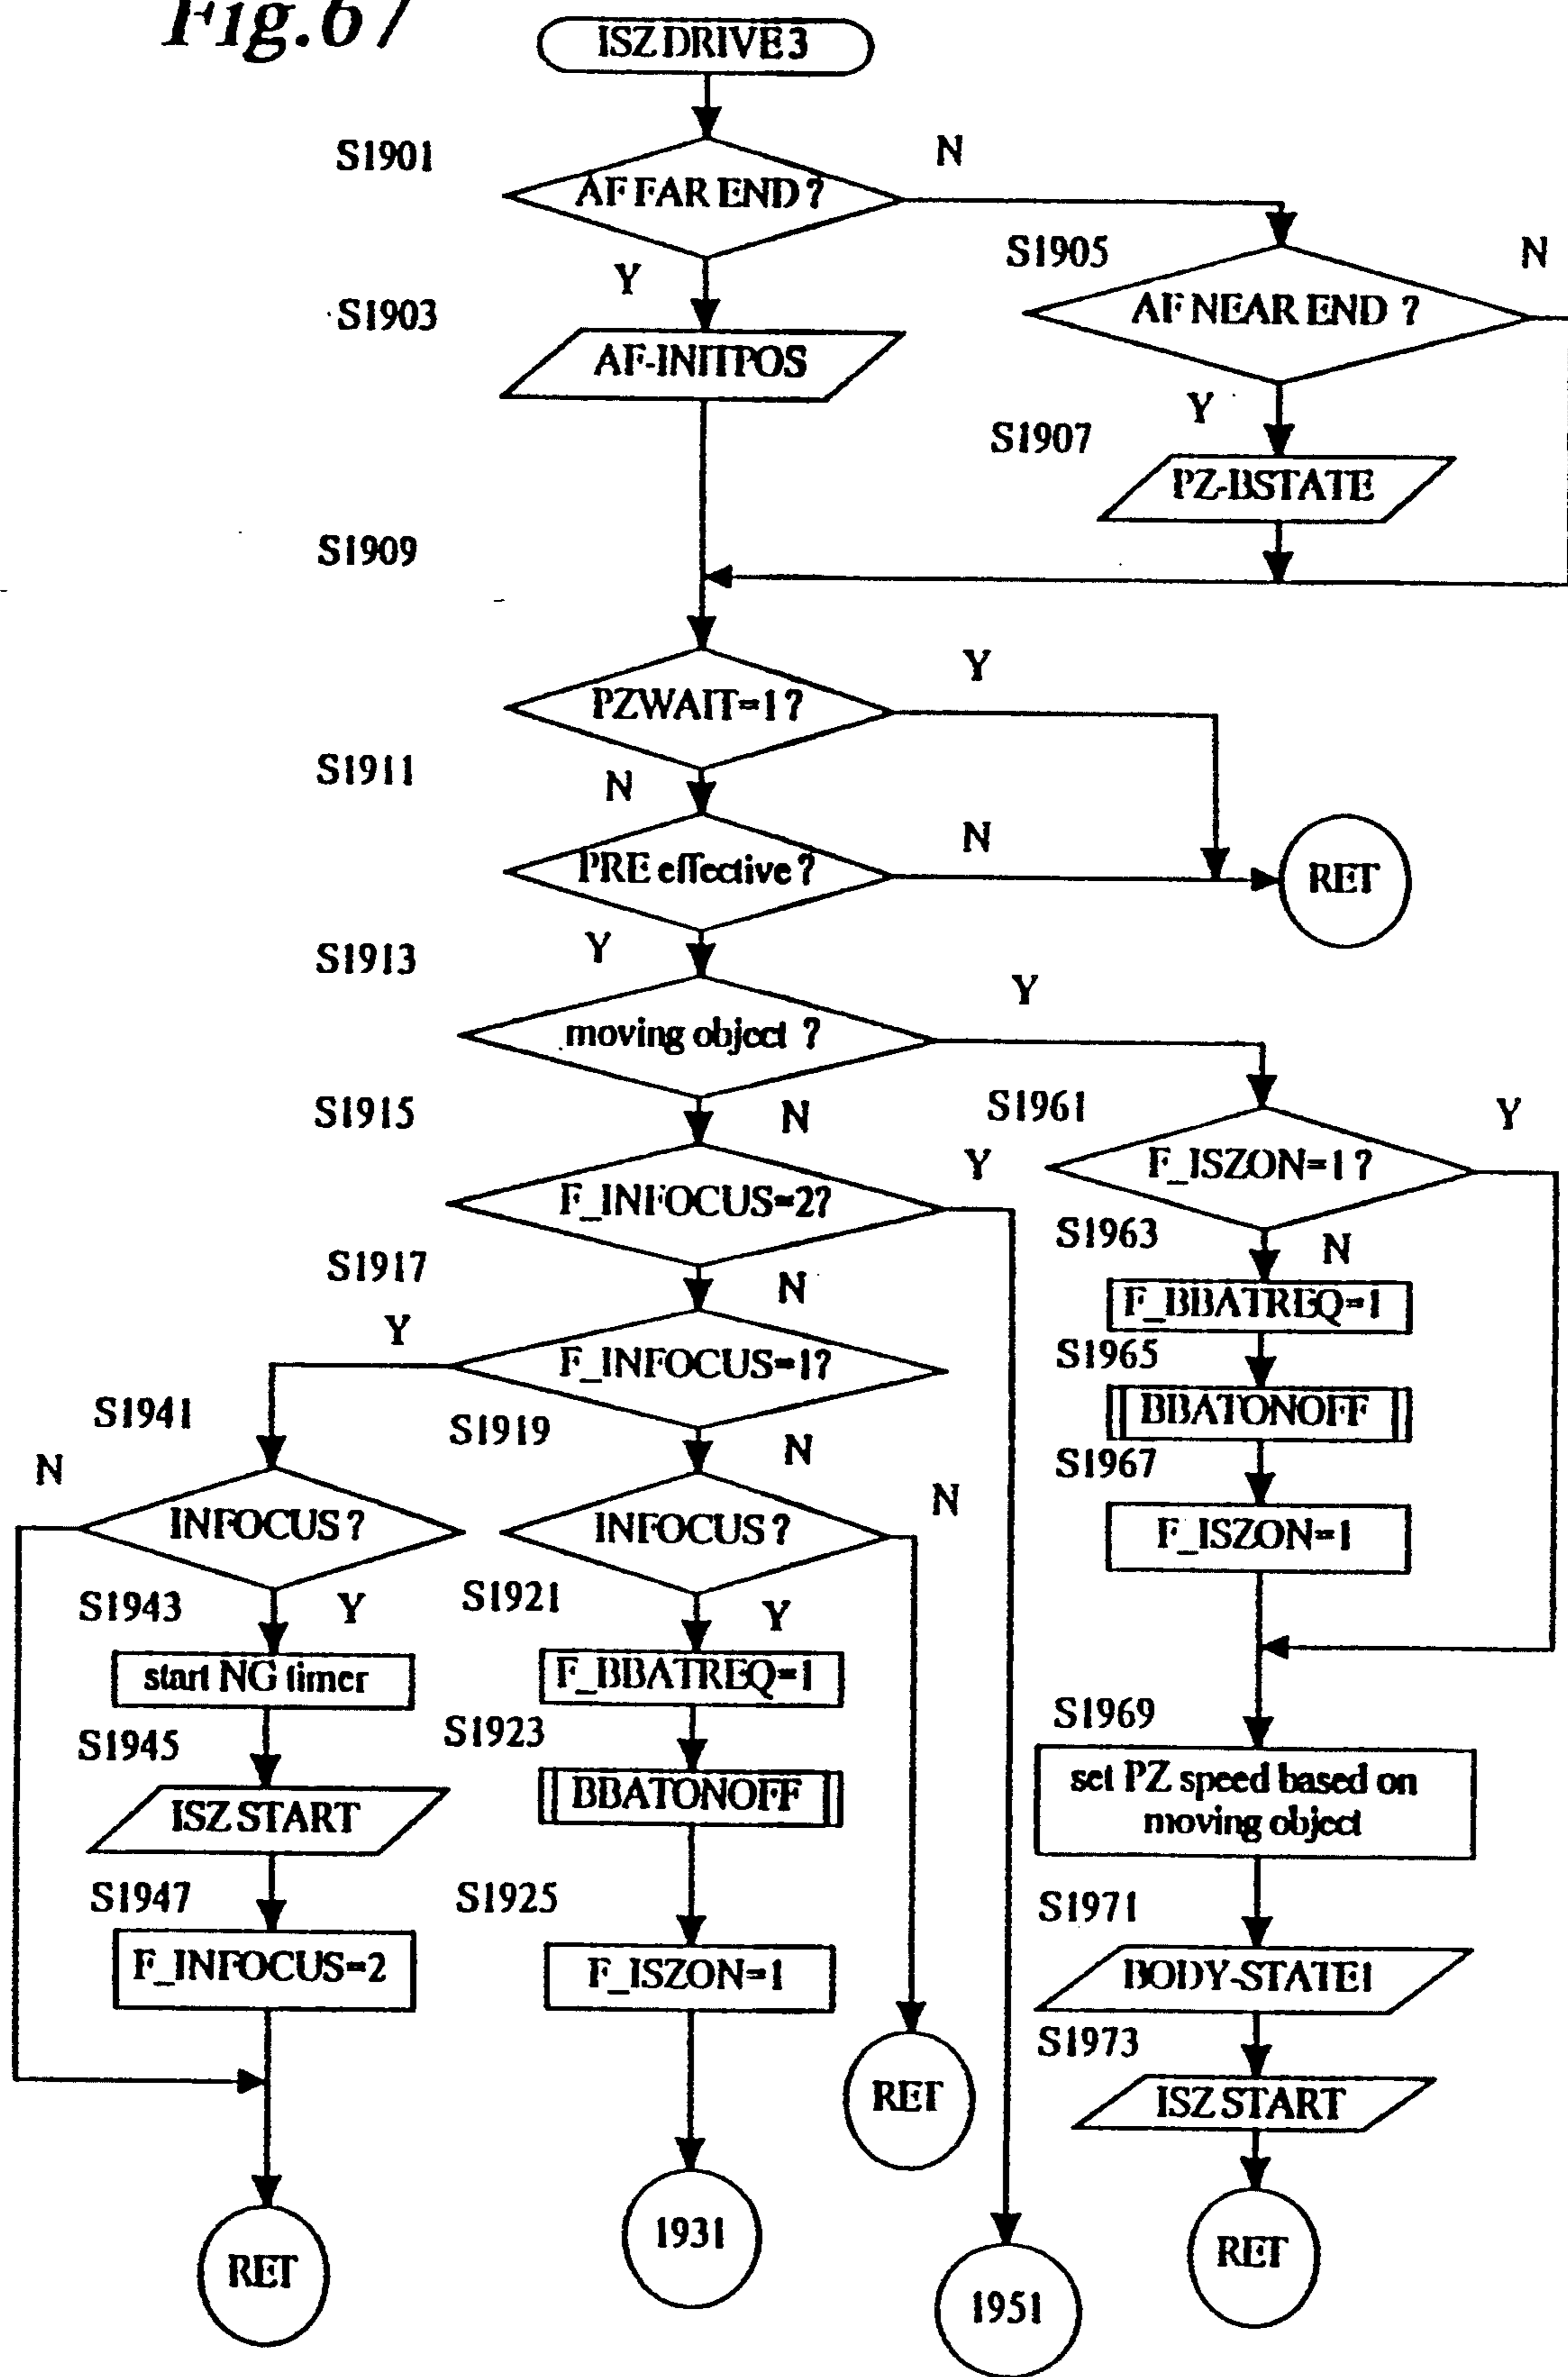 Fig.67
ISZ DRIVE 3
S1901
N
AF FAR END ?
S1905
N
Y
AF NEAR END ?
S1903
AF-INITPOS
Y
S1907
PZ-BSTATE
S1909
Y
PZWAIT=1 ?
S1911
N
N
PRE effective ?
RET
Y
S1913
Y
moving object ?
S1915
N
S1961
Y
Y
F_INFOCUS=2?
F_ISZON=1 ?
S1917
N
S1963
N
Y
F_INFOCUS=1?
F_BBATREQ=1
S1965
S1941
S1919
N
BBATONOFF
S1967
N
N
INFOCUS ?
INFOCUS ?
F_ISZON=1
S1943
Y
S1921
Y
start NG timer
F_BBATREQ=1
S1945
S1923
S1969
ISZ START
BBATONOFF
set PZ speed based on
moving object
S1947
S1925
S1971
F_INFOCUS=2
F_ISZON=1
BODY-STATE1
S1973
RET
ISZ START
RET
1931
1951
RET